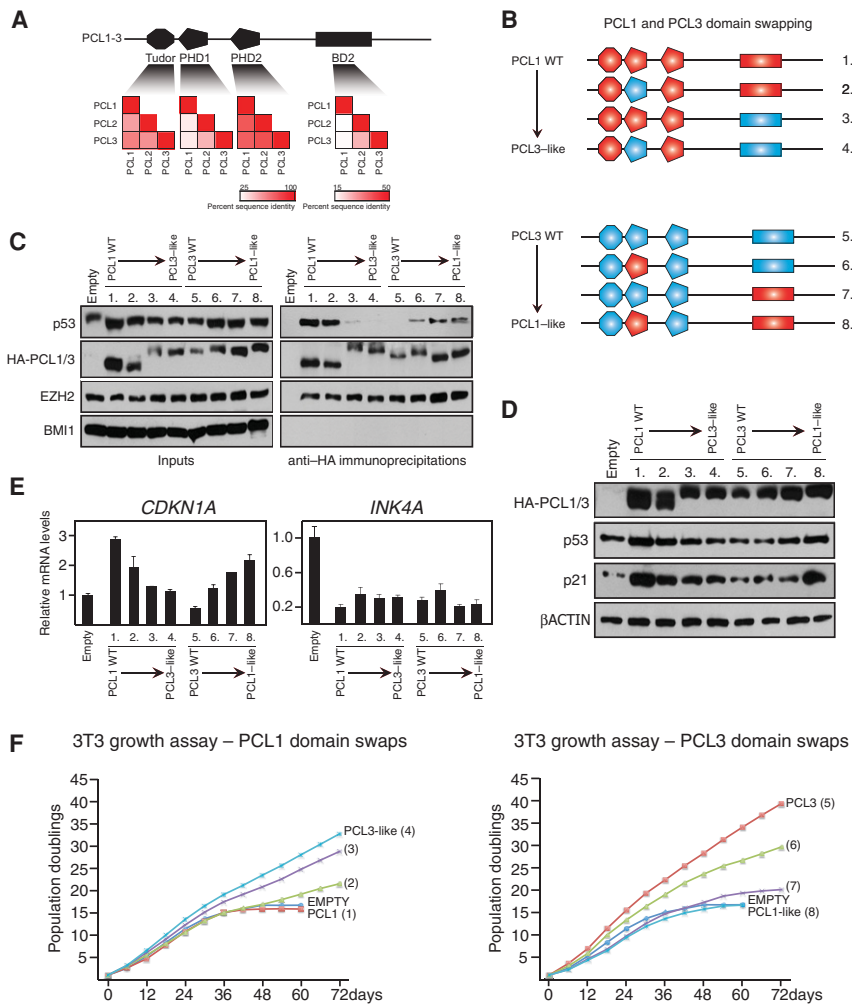 A
PCL1-3
Tudor PHD1 PHD2 BD2
PCL1
PCL2
PCL3
PCL1 PCL2 PCL3 PCL1 PCL2 PCL3 PCL1 PCL2 PCL3
25 100
Percent sequence identity
PCL1
PCL2
PCL3
PCL1 PCL2 PCL3
15 50
Percent sequence identity
B
PCL1 and PCL3 domain swapping
PCL1 WT 1.
2.
3.
PCL3–like 4.
PCL3 WT 5.
6.
7.
PCL1–like 8.
C
Empty PCL1 WT PCL3–like PCL3 WT PCL1–like PCL1 WT PCL3–like PCL3 WT PCL1–like
Empty
1. 2. 3. 4. 5. 6. 7. 8. 1. 2. 3. 4. 5. 6. 7. 8.
p53
HA-PCL1/3
EZH2
BMI1
Inputs anti–HA immunoprecipitations
D
Empty PCL1 WT PCL3–like PCL3 WT PCL1–like
1. 2. 3. 4. 5. 6. 7. 8.
HA-PCL1/3
p53
p21
βACTIN
E
CDKN1A
Relative mRNA levels
3
2
1
Empty 1. 2. 3. 4. 5. 6. 7. 8.
PCL1 WT PCL3–like PCL3 WT PCL1–like
INK4A
1.0
0.6
0.2
Empty 1. 2. 3. 4. 5. 6. 7. 8.
PCL1 WT PCL3–like PCL3 WT PCL1–like
F
3T3 growth assay – PCL1 domain swaps
Population doublings
45
40
35
30
25
20
15
10
5
0 12 24 36 48 60 72days
PCL3-like (4)
(3)
(2)
EMPTY
PCL1 (1)
3T3 growth assay – PCL3 domain swaps
Population doublings
45
40
35
30
25
20
15
10
5
0 12 24 36 48 60 72days
PCL3 (5)
(6)
(7)
EMPTY
PCL1-like (8)